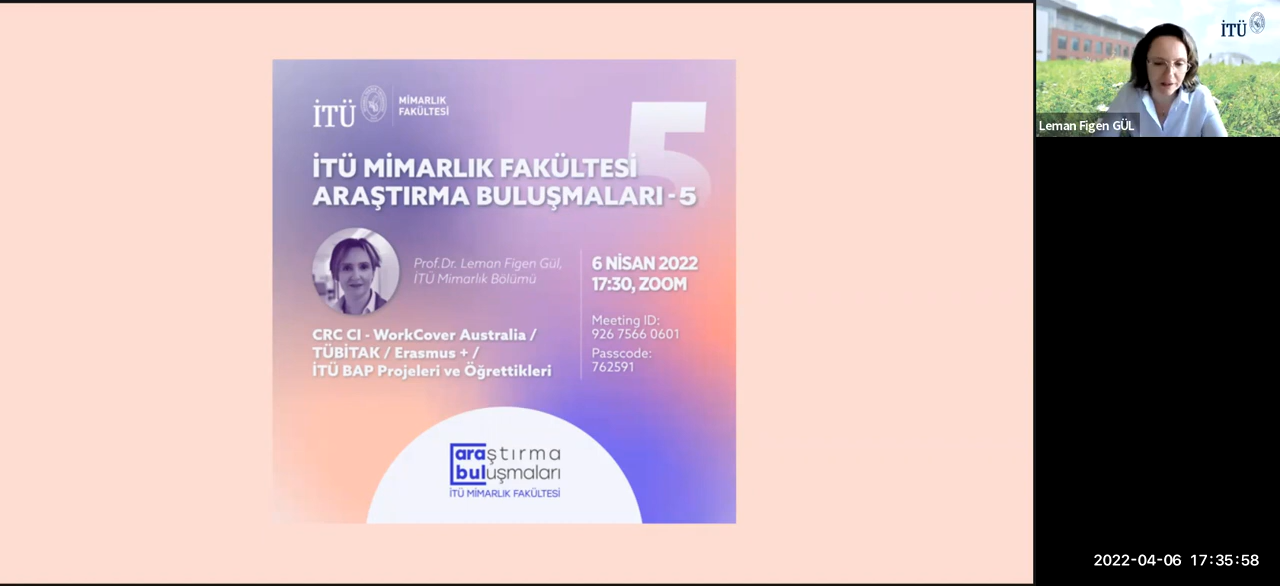 İTÜ
MİMARLIK
FAKÜLTESİ
5
İTÜ MİMARLIK FAKÜLTESİ
ARAŞTIRMA BULUŞMALARI - 5
Prof.Dr. Leman Figen Gül,
İTÜ Mimarlık Bölümü
CRC CI - WorkCover Australia /
TÜBİTAK / Erasmus + /
İTÜ BAP Projeleri ve Öğrettikleri
6 NİSAN 2022
17:30, ZOOM
Meeting ID:
926 7566 0601
Passcode:
762591
araştırma
buluşmaları
İTÜ MİMARLIK FAKÜLTESİ
İTÜ
Leman Figen GÜL
2022-04-06 17:35:58